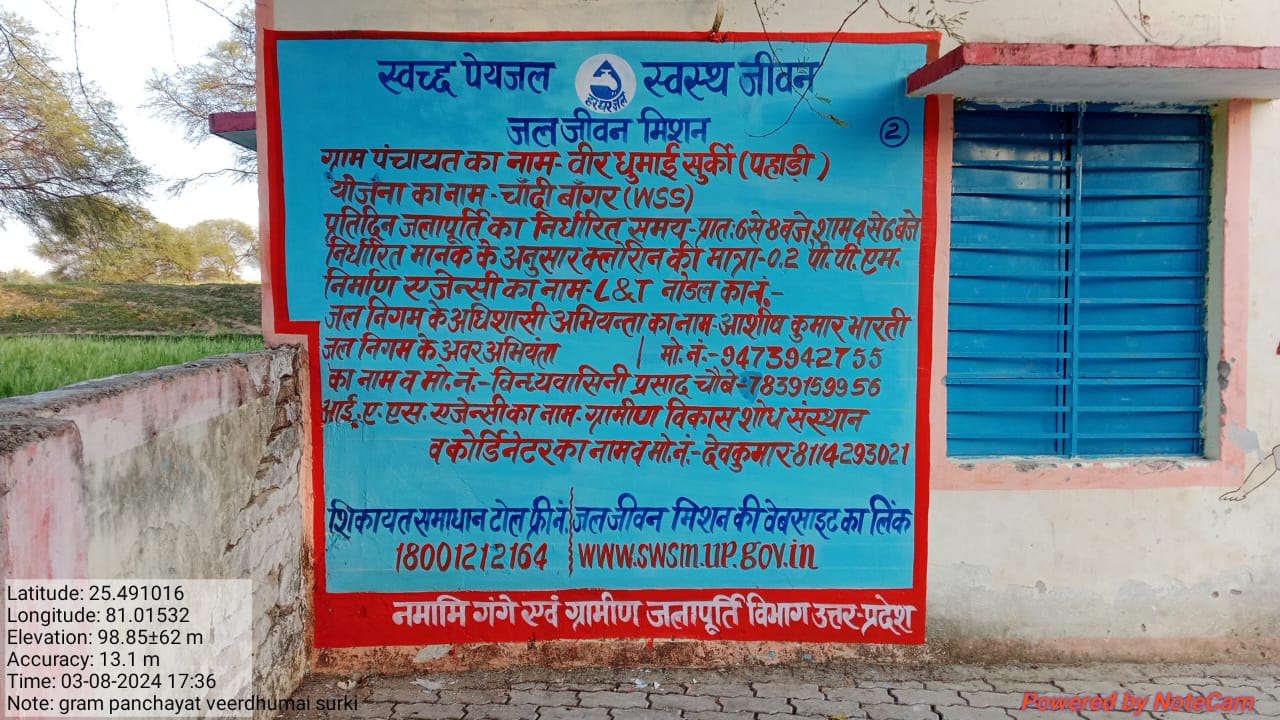 स्वच्छ पेयजल स्वस्थ जीवन
हर घर जल
जल जीवन मिशन
2
ग्राम पंचायत का नाम- वीर धुमाई सुर्की (पहाड़ी )
योजना का नाम - चाँदी बाँगर (WSS)
प्रतिदिन जलापूर्ति का निर्धारित समय-प्रातः6से8बजे,शाम4से6बजे
निर्धारित मानक के अनुसार क्लोरिन की मात्रा-0.2 पी.पी.एम.
निर्माण एजेन्सी का नाम-L&T नोडल का नं.-
जल निगम के अधिशासी अभियन्ता का नाम-आशीष कुमार भारती
जल निगम के अवर अभियंता | मो.नं.-9473942755
का नाम व मो.नं.-विन्ध्यवासिनी प्रसाद चौबे-7839159956
आई.ए.एस. एजेन्सी का नाम-ग्रामीण विकास शोध संस्थान
व कोर्डिनेटर का नाम व मो.नं.-देवकुमार-8114293021
शिकायत समाधान टोल फ्री नं. जल जीवन मिशन की वेबसाइट का लिंक
18001212164 www.swsm.up.gov.in
नमामि गंगे एवं ग्रामीण जलापूर्ति विभाग उत्तर-प्रदेश
Latitude: 25.491016
Longitude: 81.01532
Elevation: 98.85±62 m
Accuracy: 13.1 m
Time: 03-08-2024 17:36
Note: gram panchayat veerdhumai surki
Powered by NoteCam